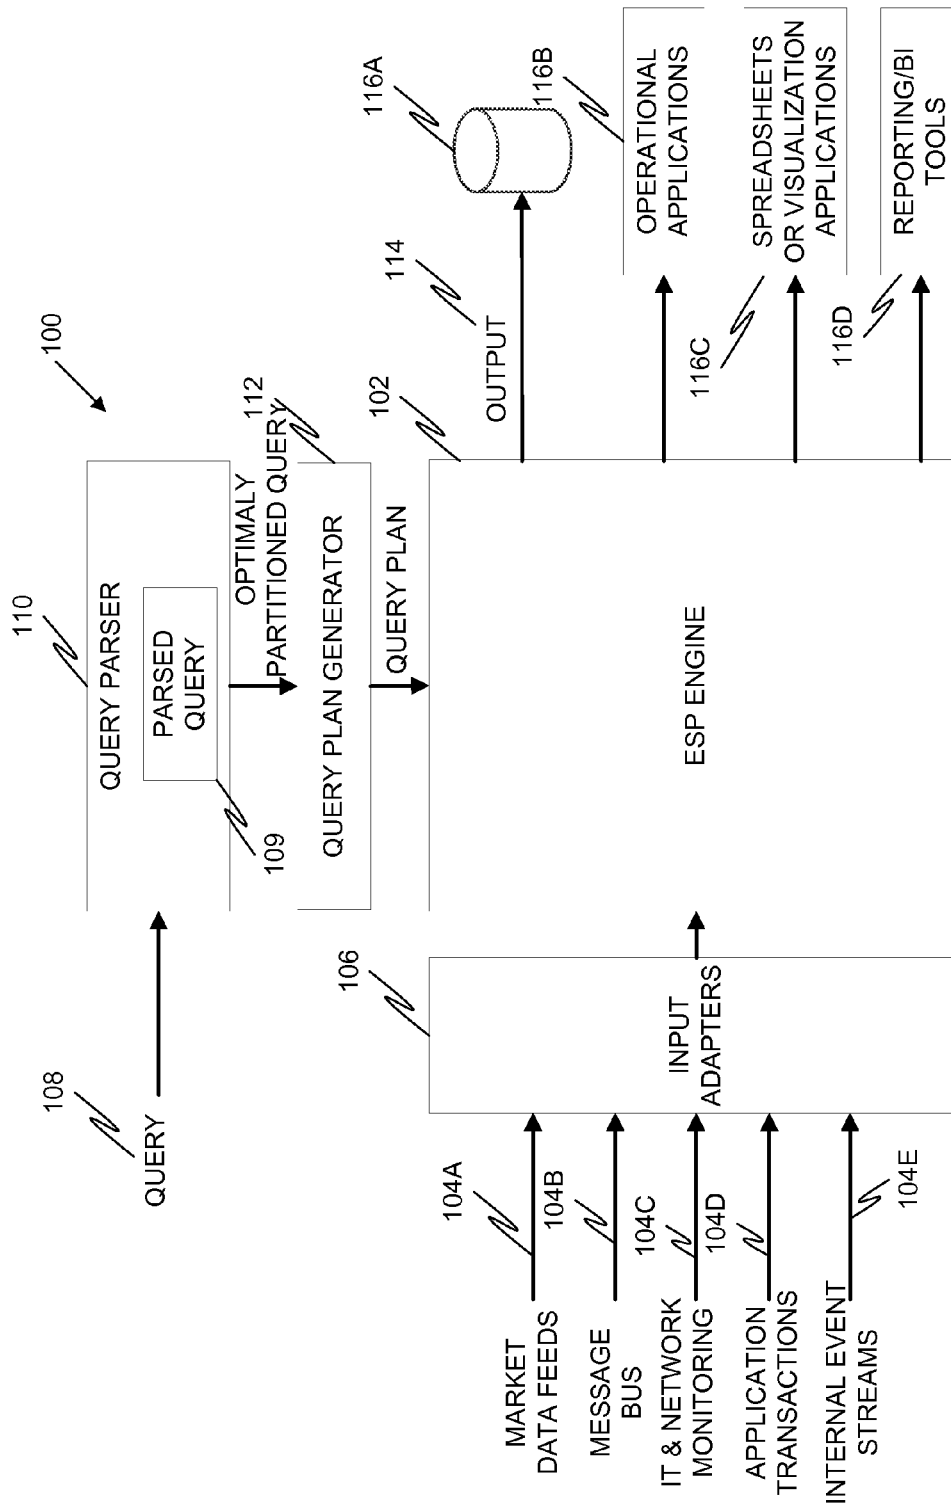 100
108
QUERY
110
QUERY PARSER
PARSED
QUERY
109
OPTIMALY
PARTITIONED QUERY
112
QUERY PLAN GENERATOR
QUERY PLAN
102
ESP ENGINE
106
INPUT
ADAPTERS
MARKET
DATA FEEDS
104A
MESSAGE
BUS
104B
IT & NETWORK
MONITORING
104C
APPLICATION
TRANSACTIONS
104D
INTERNAL EVENT
STREAMS
104E
OUTPUT
114
116A
116B
OPERATIONAL
APPLICATIONS
116C
SPREADSHEETS
OR VISUALIZATION
APPLICATIONS
116D
REPORTING/BI
TOOLS